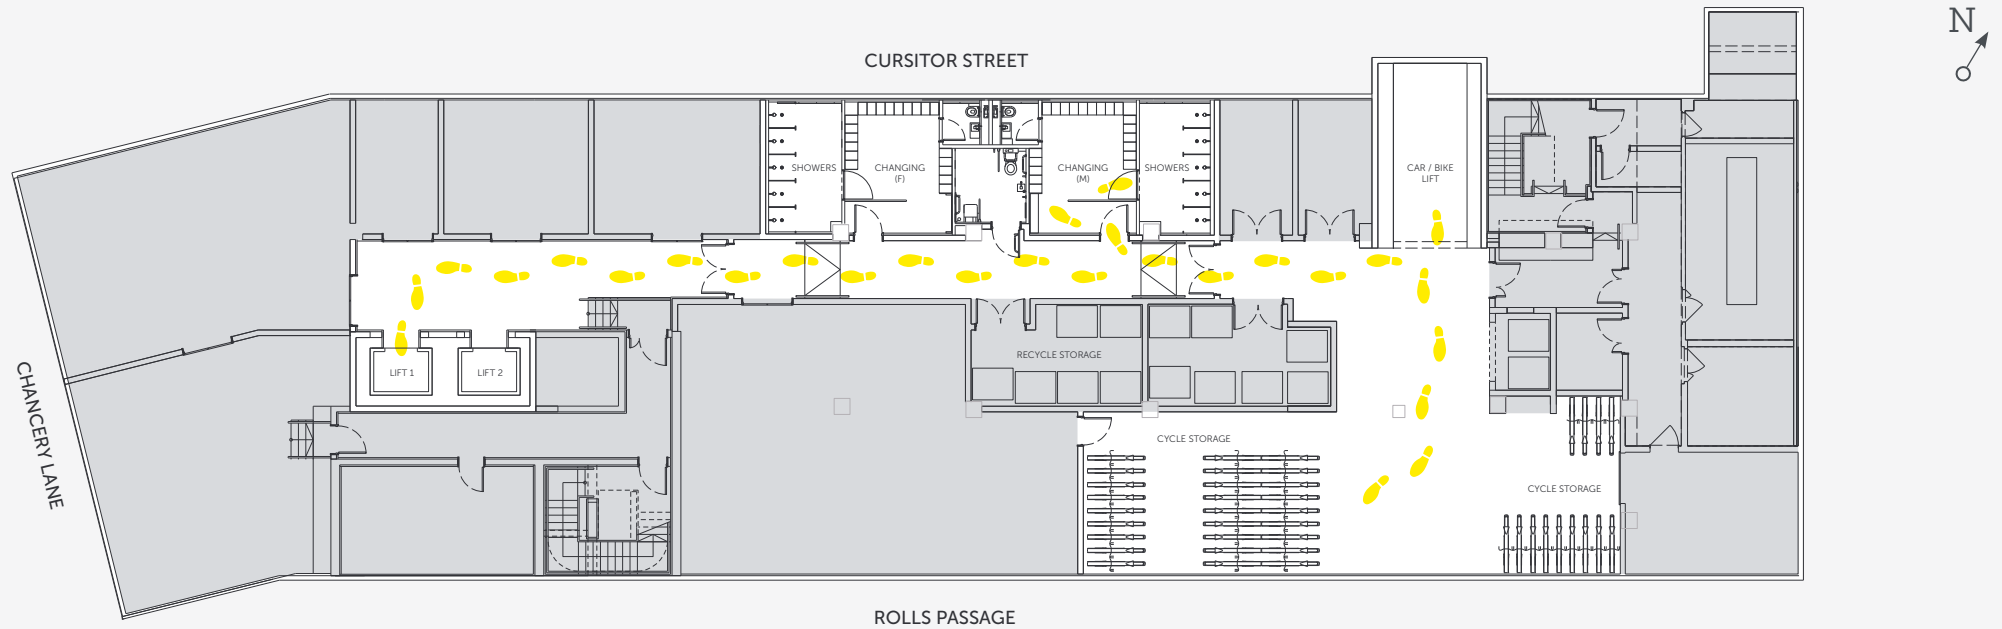 N
CURSITOR STREET
SHOWERS
CHANGING
(F)
CHANGING
(M)
SHOWERS
CAR / BIKE
LIFT
RECYCLE STORAGE
LIFT 1
LIFT 2
CHANCERY LANE
CYCLE STORAGE
CYCLE STORAGE
ROLLS PASSAGE